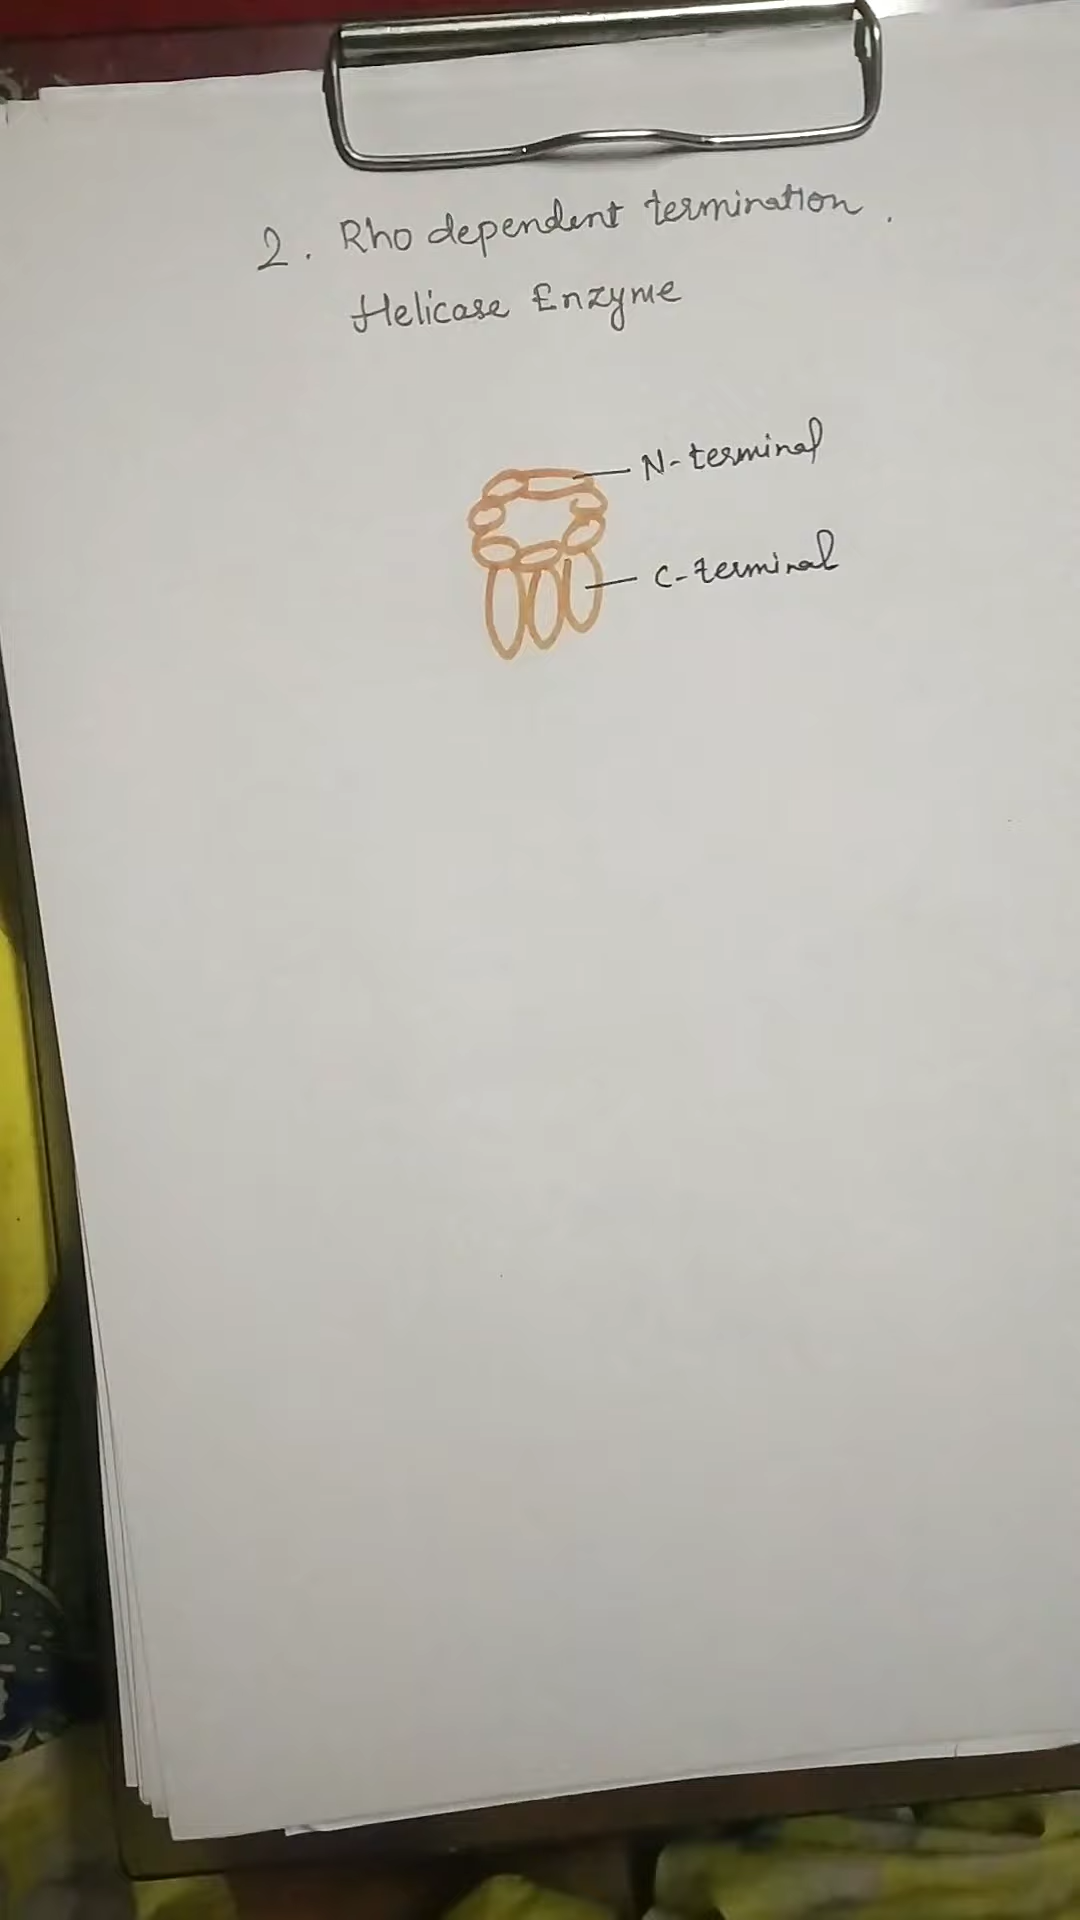 2. Rho dependent termination.
Helicase Enzyme
N-terminal
C-terminal